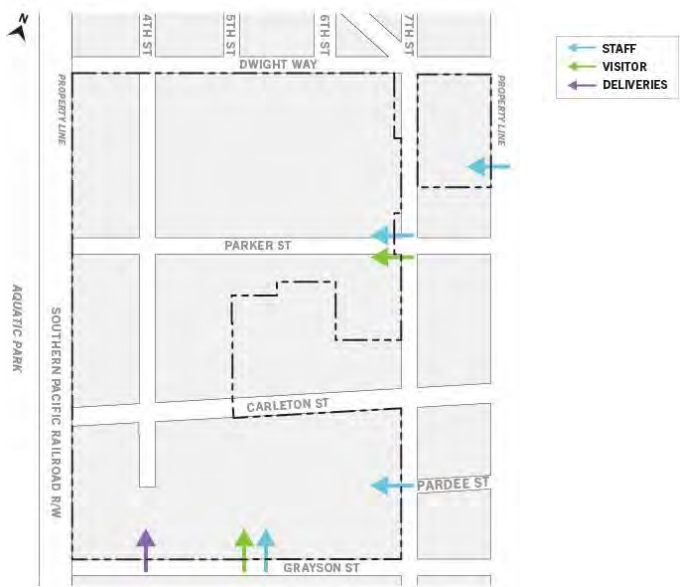 N
4TH ST
5TH ST
6TH ST
7TH ST
STAFF
VISITOR
DELIVERIES
DWIGHT WAY
PROPERTY LINE
PROPERTY LINE
PARKER ST
AQUATIC PARK
SOUTHERN PACIFIC RAILROAD R/W
CARLETON ST
PARDEE ST
GRAYSON ST